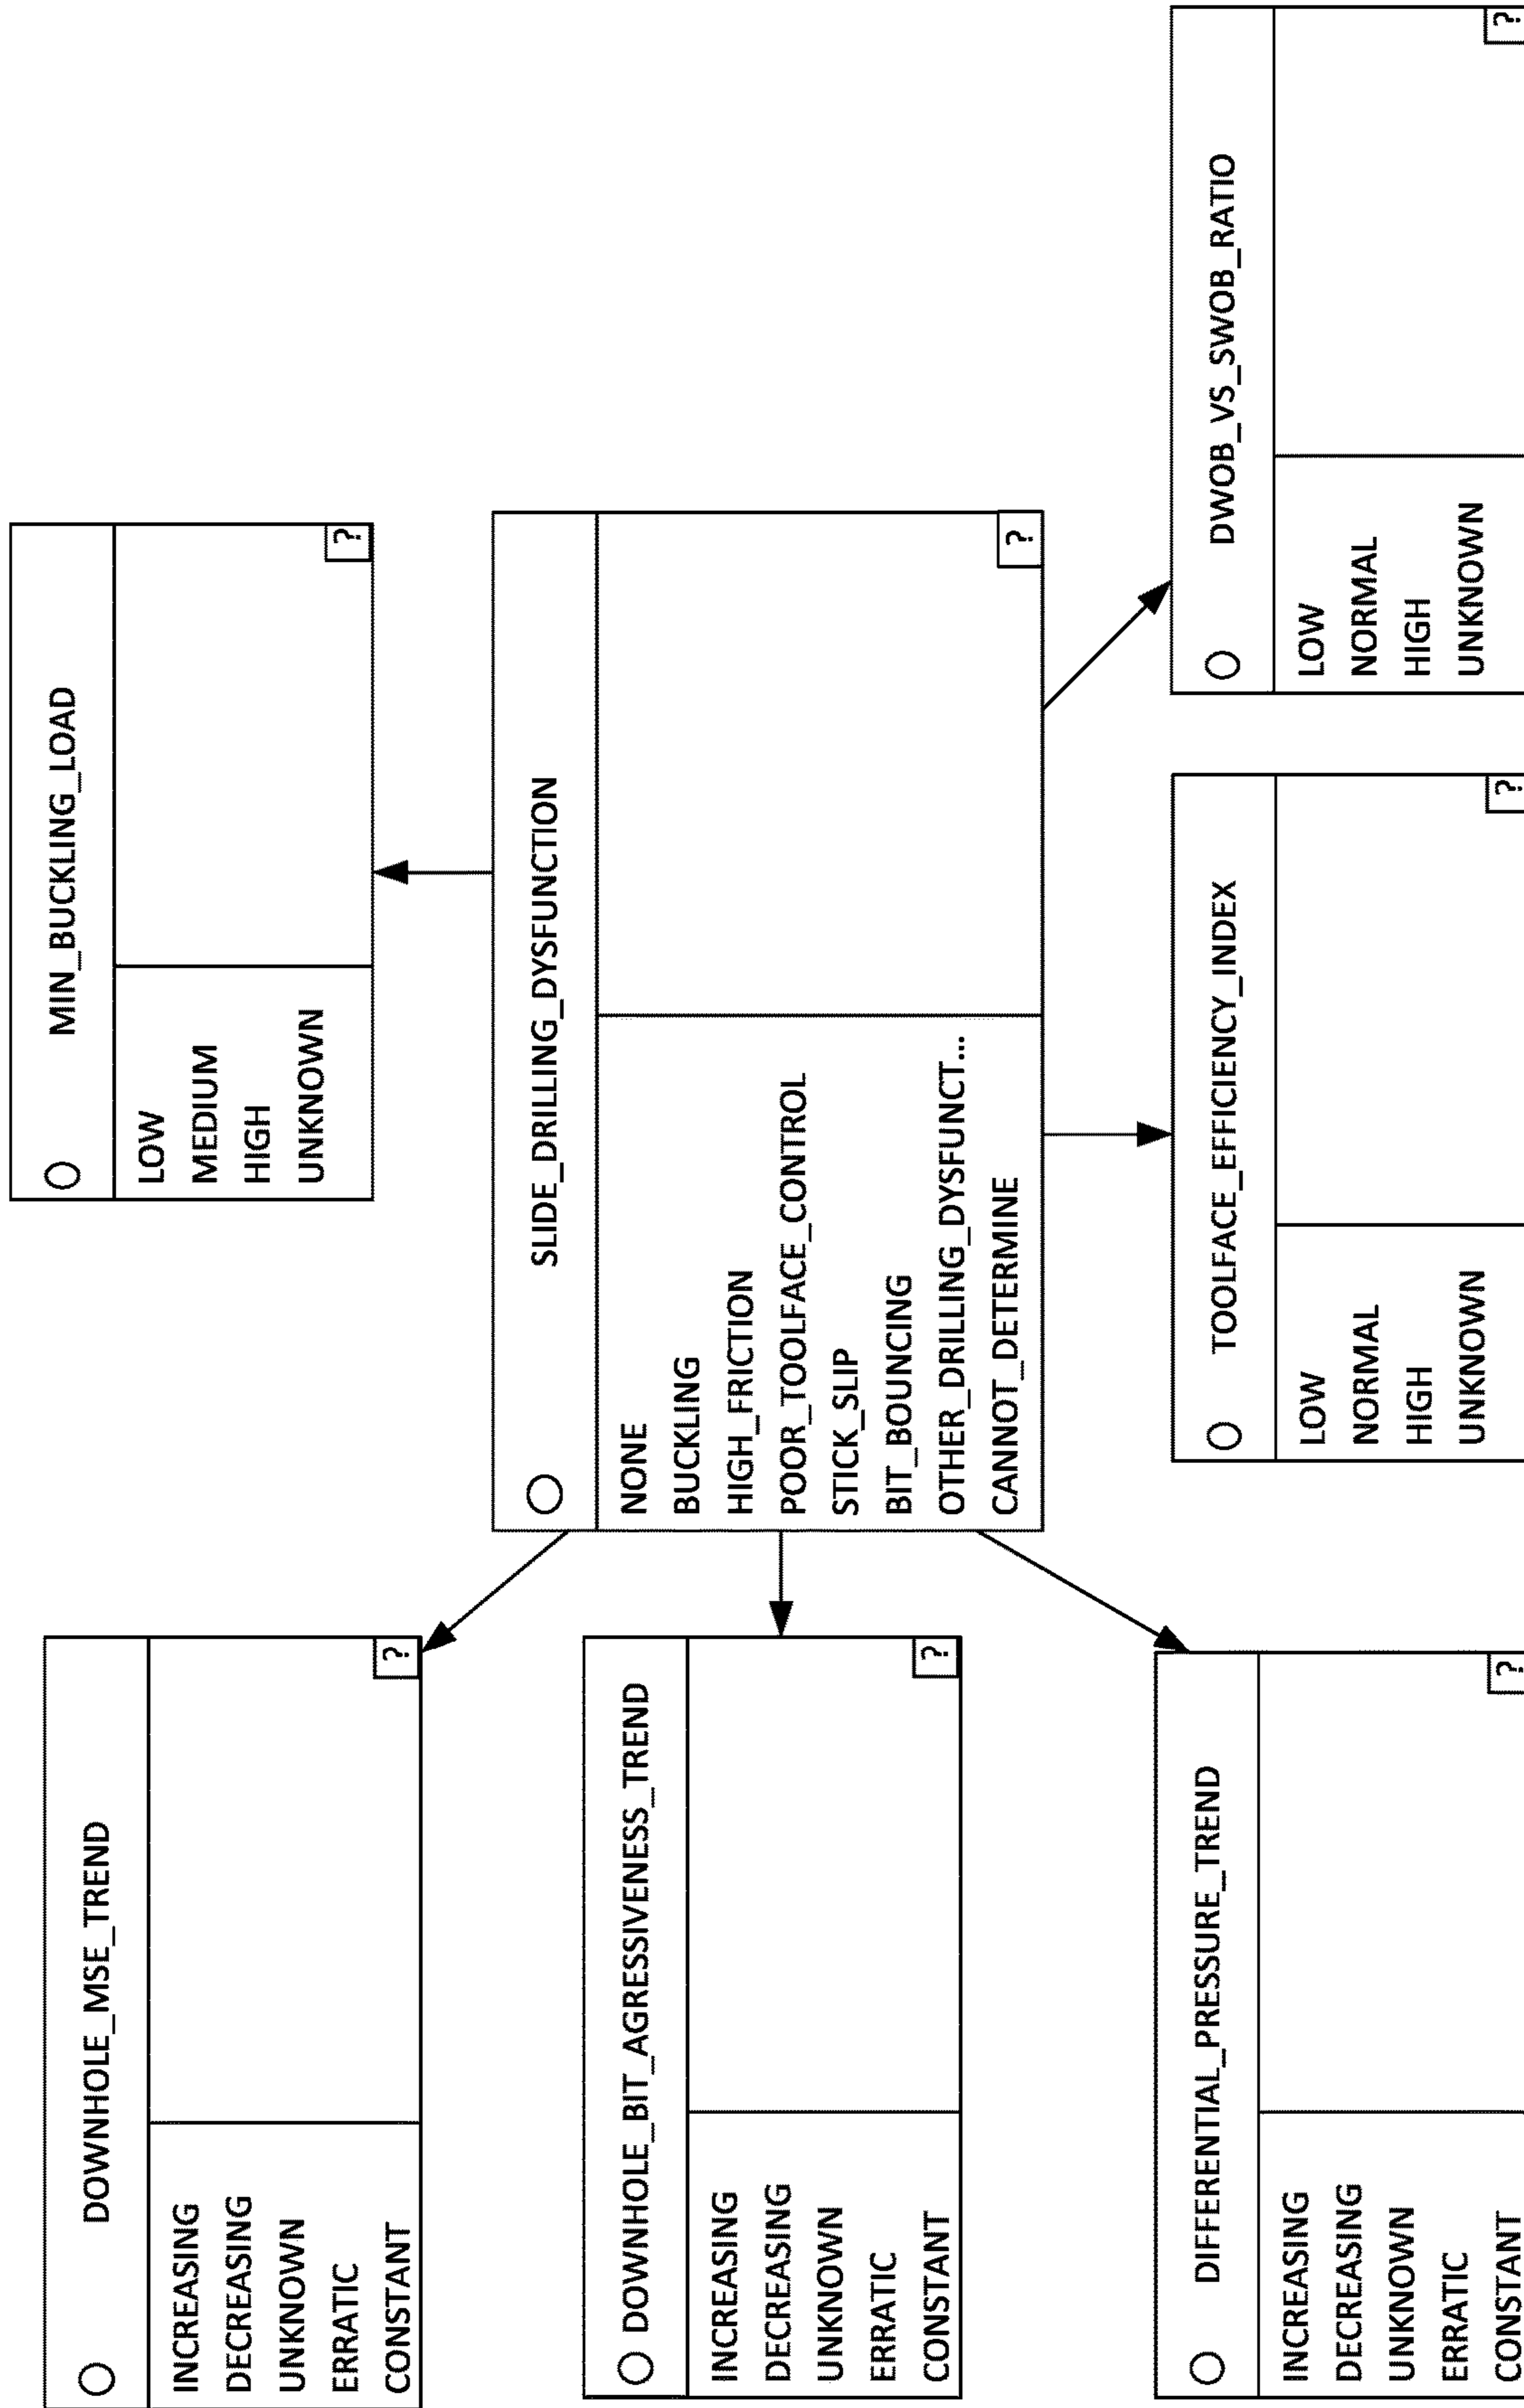 DOWNHOLE_MSE_TREND
INCREASING
DECREASING
UNKNOWN
ERRATIC
CONSTANT
?
DOWNHOLE_BIT_AGRESSIVENESS_TREND
INCREASING
DECREASING
UNKNOWN
ERRATIC
CONSTANT
?
DIFFERENTIAL_PRESSURE_TREND
INCREASING
DECREASING
UNKNOWN
ERRATIC
CONSTANT
?
MIN_BUCKLING_LOAD
LOW
MEDIUM
HIGH
UNKNOWN
?
SLIDE_DRILLING_DYSFUNCTION
NONE
BUCKLING
HIGH_FRICTION
POOR_TOOLFACE_CONTROL
STICK_SLIP
BIT_BOUNCING
OTHER_DRILLING_DYSFUNCT...
CANNOT_DETERMINE
?
TOOLFACE_EFFICIENCY_INDEX
LOW
NORMAL
HIGH
UNKNOWN
?
DWOB_VS_SWOB_RATIO
LOW
NORMAL
HIGH
UNKNOWN
?